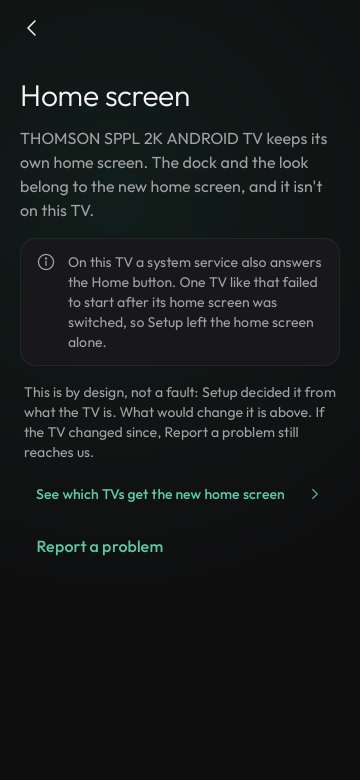 Home screen
THOMSON SPPL 2K ANDROID TV keeps its
own home screen. The dock and the look
belong to the new home screen, and it isn't
on this TV.
On this TV a system service also answers
the Home button. One TV like that failed
to start after its home screen was
switched, so Setup left the home screen
alone.
This is by design, not a fault: Setup decided it from
what the TV is. What would change it is above. If
the TV changed since, Report a problem still
reaches us.
See which TVs get the new home screen
Report a problem